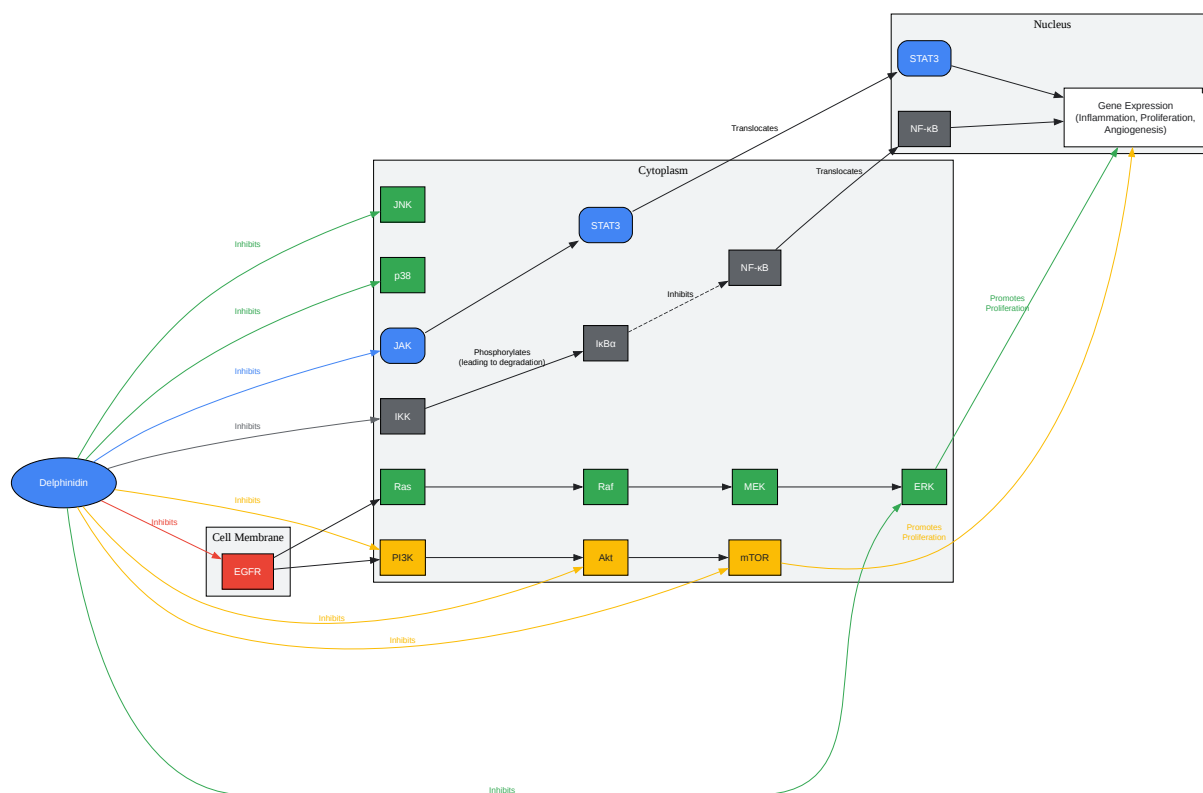 Nucleus
STAT3
Gene Expression
(Inflammation, Proliferation,
Angiogenesis)
NF-κB
Translocates
Translocates
Cytoplasm
JNK
STAT3
Inhibits
p38
NF-κB
Inhibits
Inhibits
Promotes
Proliferation
JAK
IκBα
Phosphorylates
(leading to degradation)
Inhibits
IKK
Inhibits
Delphinidin
Ras
Raf
MEK
ERK
Inhibits
Inhibits
Promotes
Proliferation
Cell Membrane
EGFR
PI3K
Akt
mTOR
Inhibits
Inhibits
Inhibits